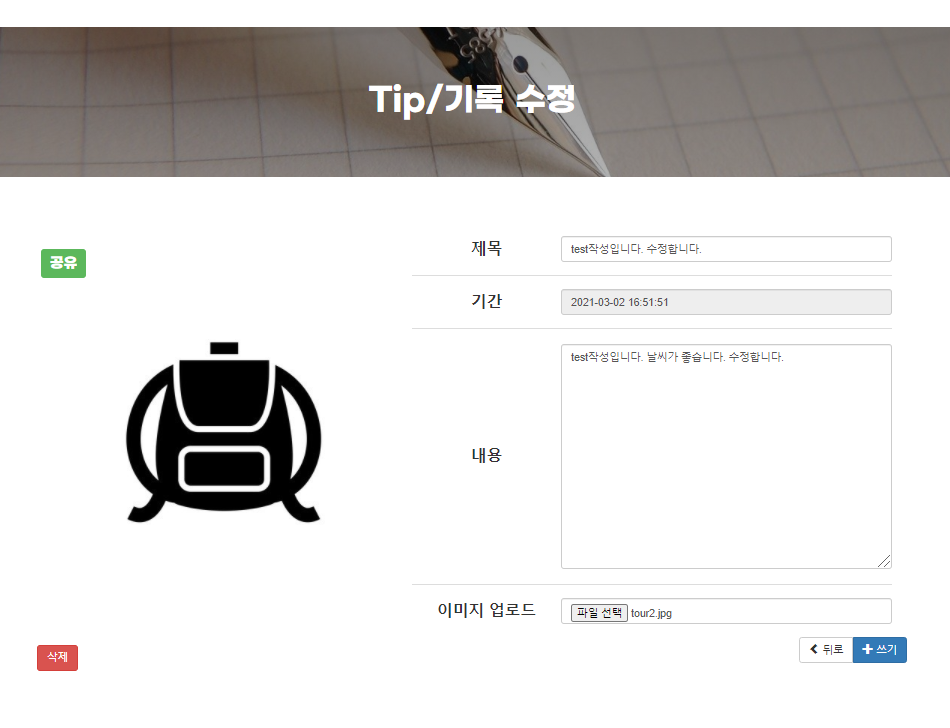 Tip/기록 수정
공유
제목
test작성입니다. 수정합니다.
기간
2021-03-02 16:51:51
내용
test작성입니다. 날씨가 좋습니다. 수정합니다.
이미지 업로드
파일 선택 tour2.jpg
삭제
뒤로
쓰기